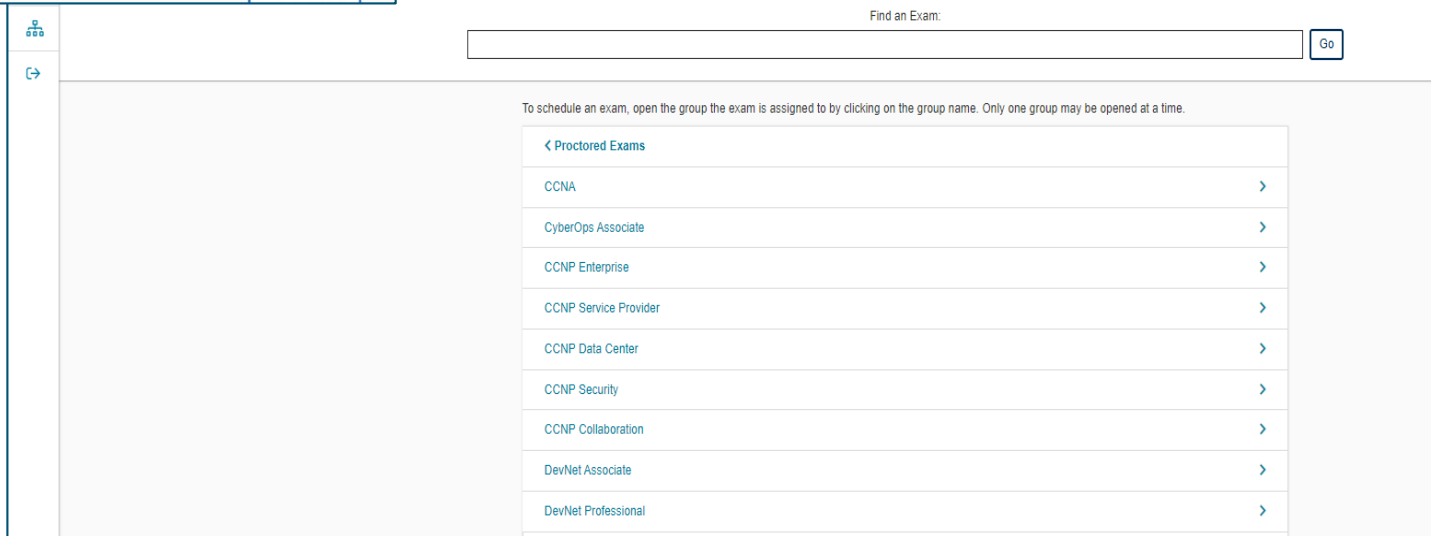 Find an Exam:
Go
To schedule an exam, open the group the exam is assigned to by clicking on the group name. Only one group may be opened at a time.
Proctored Exams
CCNA
CyberOps Associate
CCNP Enterprise
CCNP Service Provider
CCNP Data Center
CCNP Security
CCNP Collaboration
DevNet Associate
DevNet Professional